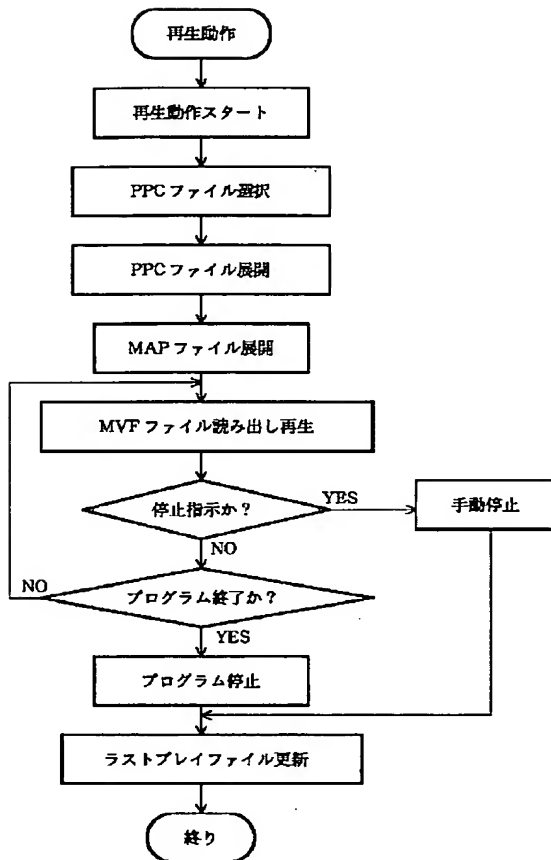 再生動作
再生動作スタート
PPCファイル選択
PPCファイル展開
MAPファイル展開
MVFファイル読み出し再生
停止指示か?
YES
手動停止
NO
NO
プログラム終了か?
YES
プログラム停止
ラストプレイファイル更新
終り